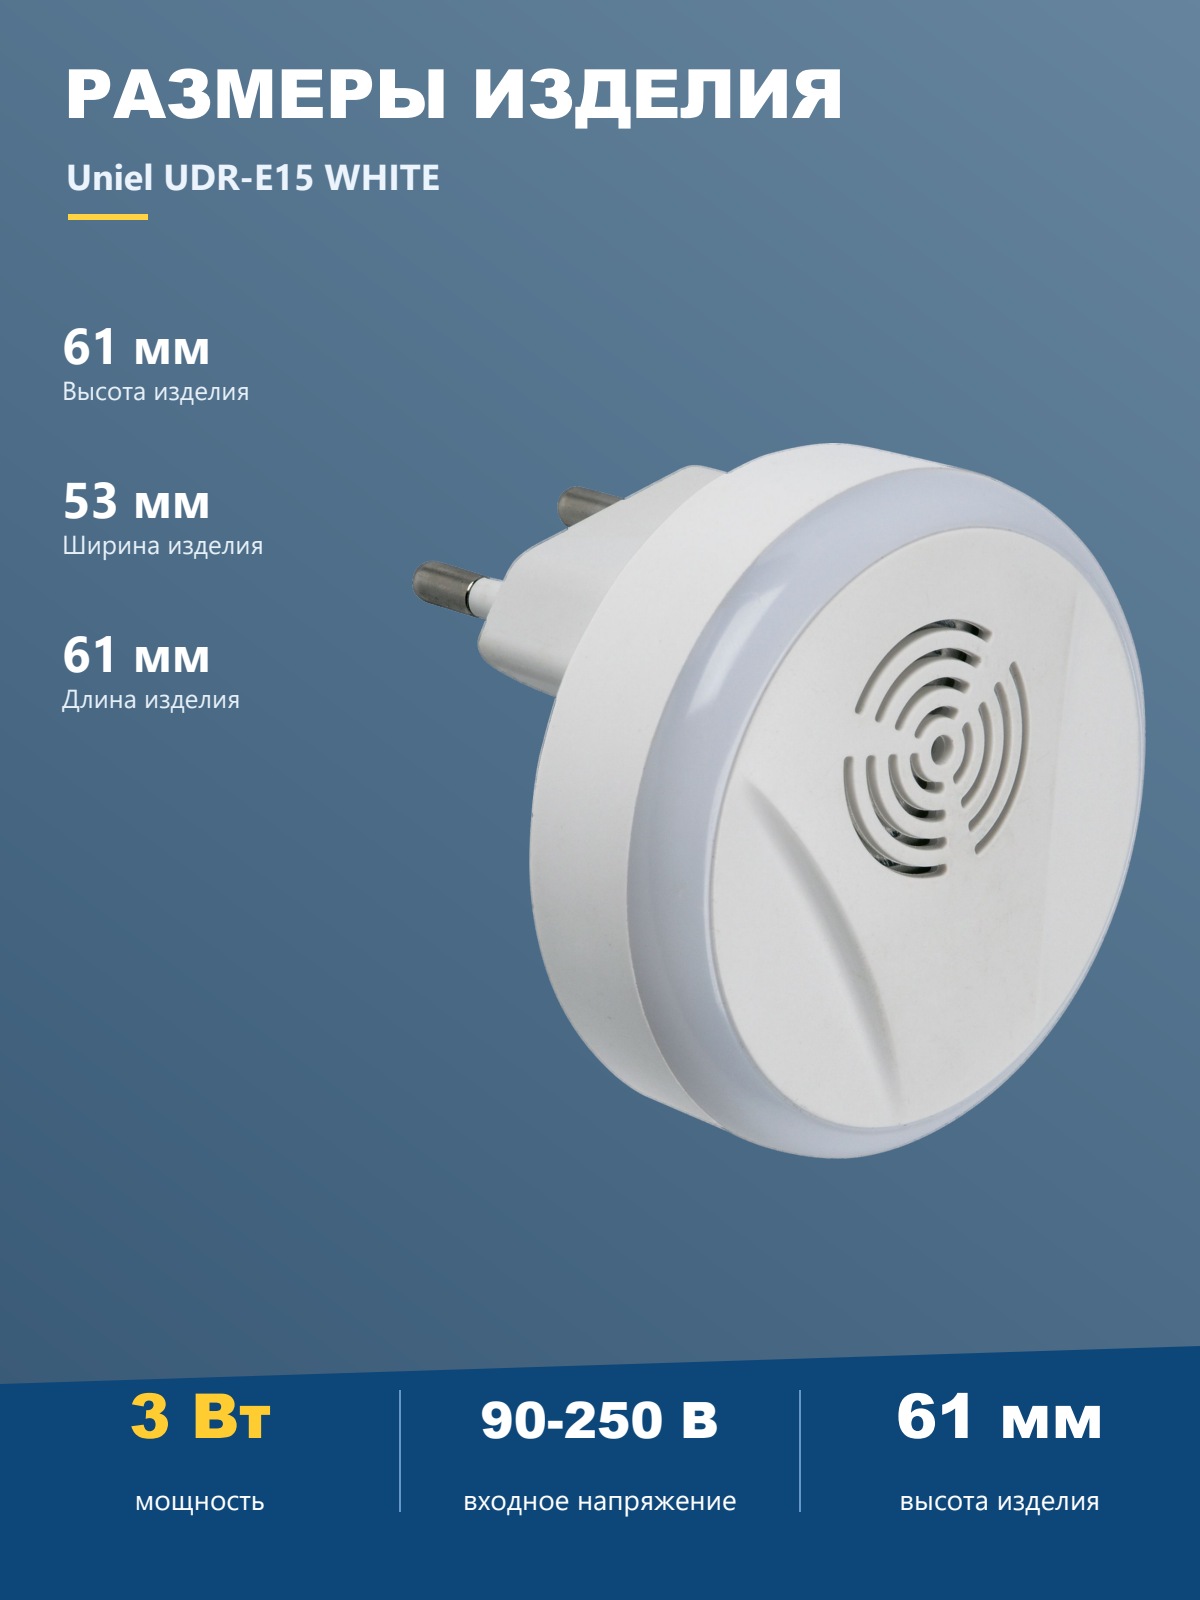 РАЗМЕРЫ ИЗДЕЛИЯ
Uniel UDR-E15 WHITE
61 мм
Высота изделия
53 мм
Ширина изделия
61 мм
Длина изделия
3 Вт
мощность
90-250 В
входное напряжение
61 мм
высота изделия